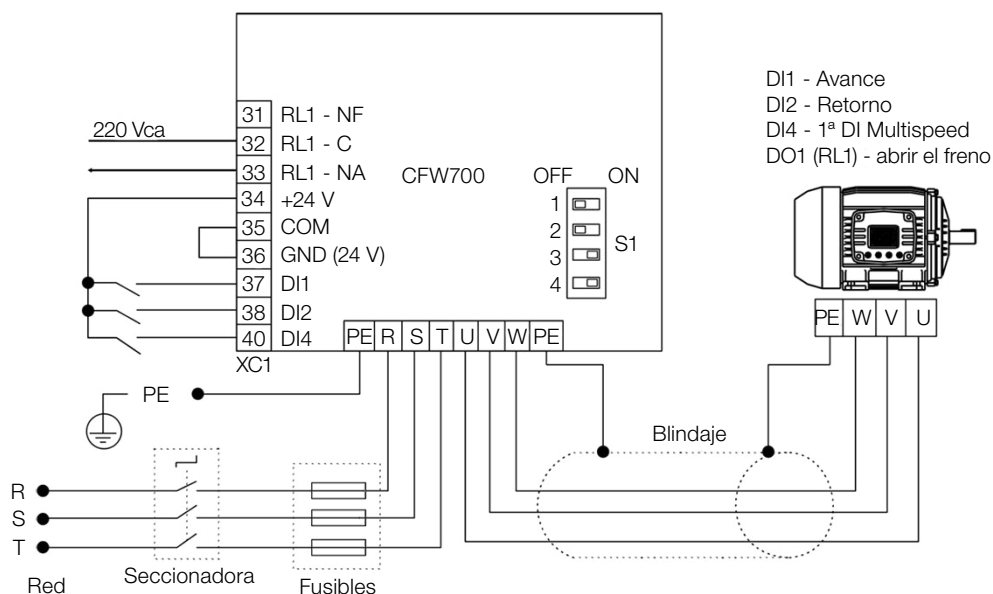 DI1 - Avance
DI2 - Retorno
DI4 - 1ª DI Multispeed
DO1 (RL1) - abrir el freno
220 Vca
31 RL1 - NF
32 RL1 - C
33 RL1 - NA
34 +24 V
35 COM
36 GND (24 V)
37 DI1
38 DI2
40 DI4
XC1
CFW700
OFF ON
1
2
3
4
S1
PE R S T U V W PE
PE W V U
PE
Blindaje
R
S
T
Red
Seccionadora
Fusibles